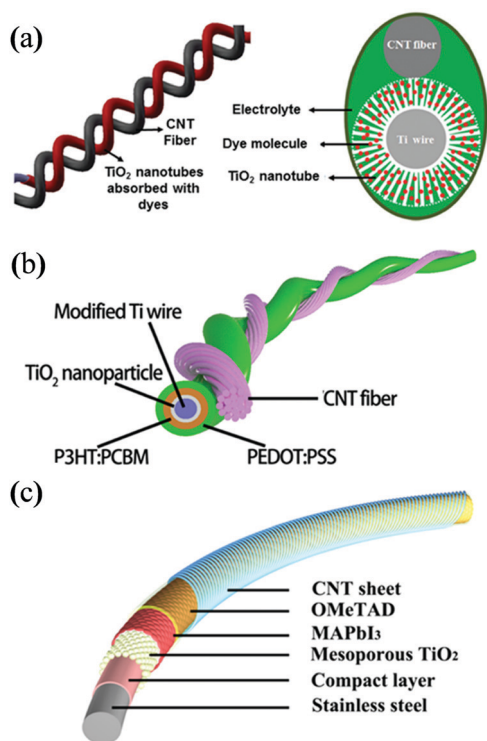 (a)
CNT
Fiber
TiO2 nanotubes
absorbed with
dyes
CNT fiber
Electrolyte
Dye molecule
Ti wire
TiO2 nanotube
(b)
Modified Ti wire
TiO2 nanoparticle
CNT fiber
P3HT:PCBM
PEDOT:PSS
(c)
CNT sheet
OMeTAD
MAPbI3
Mesoporous TiO2
Compact layer
Stainless steel